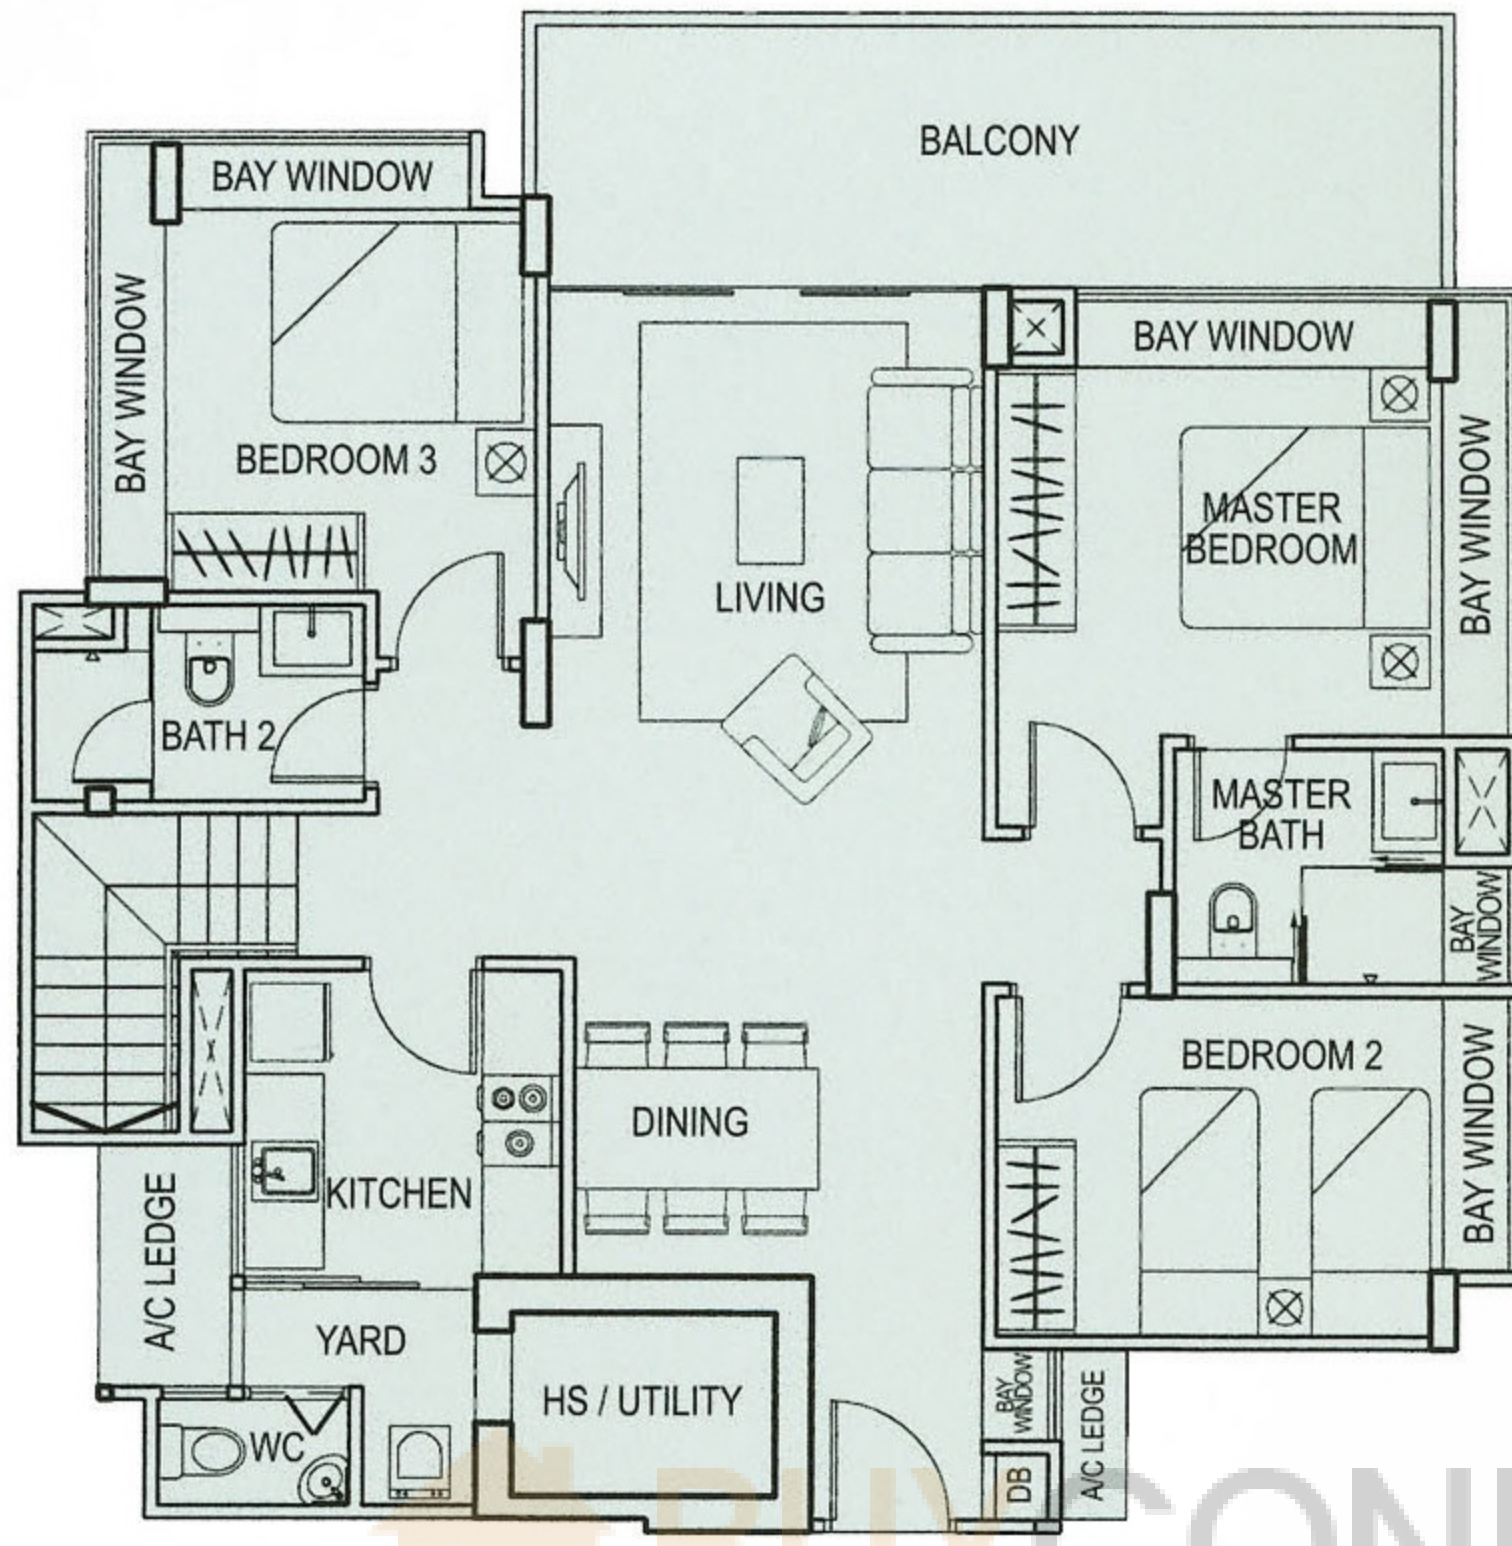 BALCONY
BAY WINDOW
BAY WINDOW
BEDROOM 3
BAY WINDOW
MASTER
BEDROOM
BAY WINDOW
LIVING
BATH 2
MASTER
BATH
BAY
WINDOW
BEDROOM 2
BAY WINDOW
DINING
KITCHEN
A/C LEDGE
YARD
HS / UTILITY
WC
BAY
WINDOW
A/C LEDGE
DB